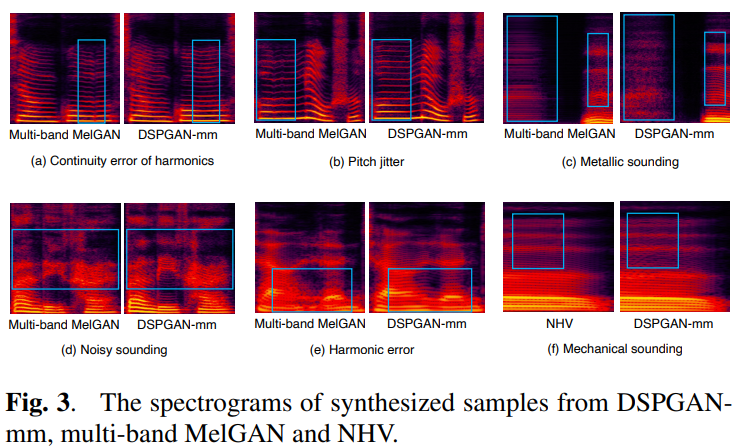 Multi-band MelGAN DSPGAN-mm Multi-band MelGAN DSPGAN-mm Multi-band MelGAN DSPGAN-mm
(a) Continuity error of harmonics (b) Pitch jitter (c) Metallic sounding
Multi-band MelGAN DSPGAN-mm Multi-band MelGAN DSPGAN-mm NHV DSPGAN-mm
(d) Noisy sounding (e) Harmonic error (f) Mechanical sounding
Fig. 3. The spectrograms of synthesized samples from DSPGAN-
mm, multi-band MelGAN and NHV.